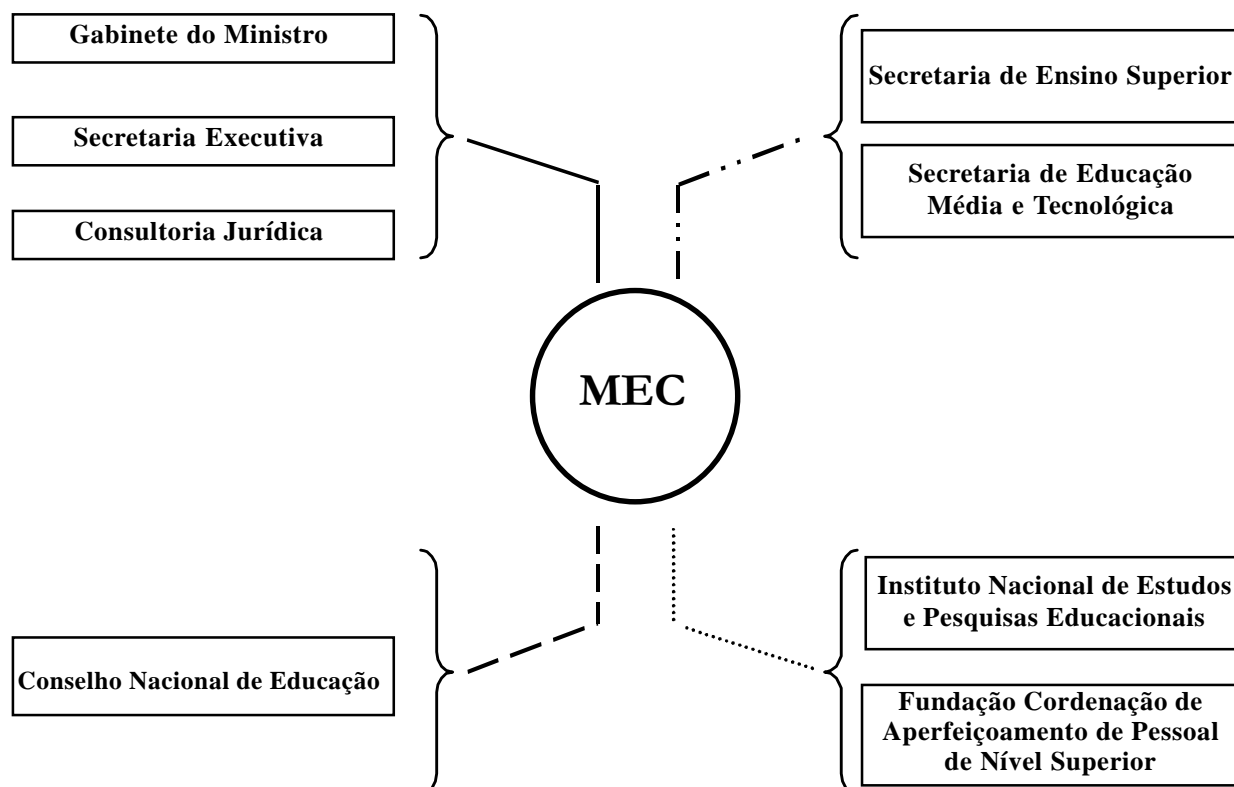 Gabinete do Ministro
Secretaria Executiva
Consultoria Jurídica
Secretaria de Ensino Superior
Secretaria de Educação
Média e Tecnológica
MEC
Conselho Nacional de Educação
Instituto Nacional de Estudos
e Pesquisas Educacionais
Fundação Cordenação de
Aperfeiçoamento de Pessoal
de Nível Superior